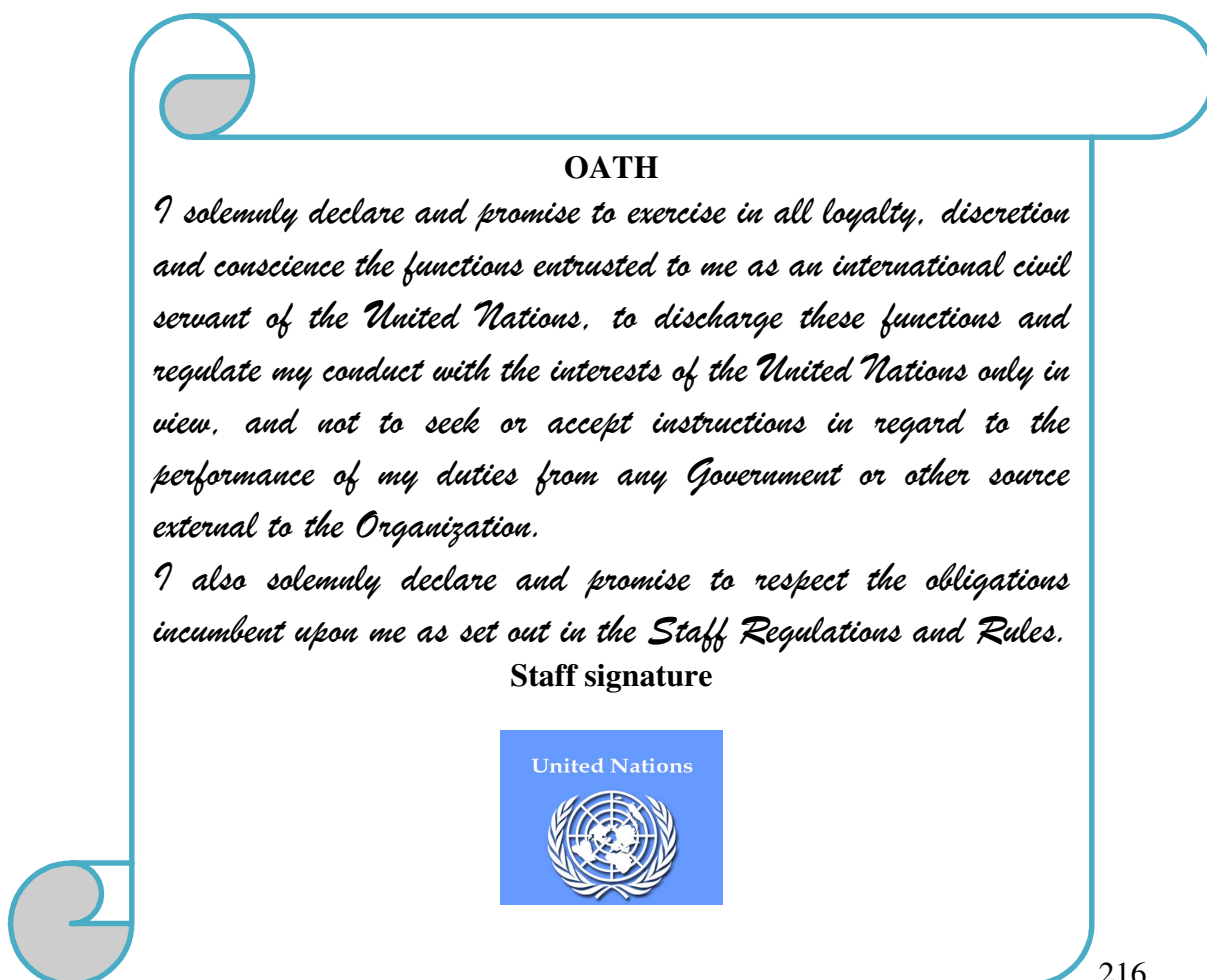 OATH
I solemnly declare and promise to exercise in all loyalty, discretion
and conscience the functions entrusted to me as an international civil
servant of the United Nations, to discharge these functions and
regulate my conduct with the interests of the United Nations only in
view, and not to seek or accept instructions in regard to the
performance of my duties from any Government or other source
external to the Organization.
I also solemnly declare and promise to respect the obligations
incumbent upon me as set out in the Staff Regulations and Rules.
Staff signature
United Nations
216